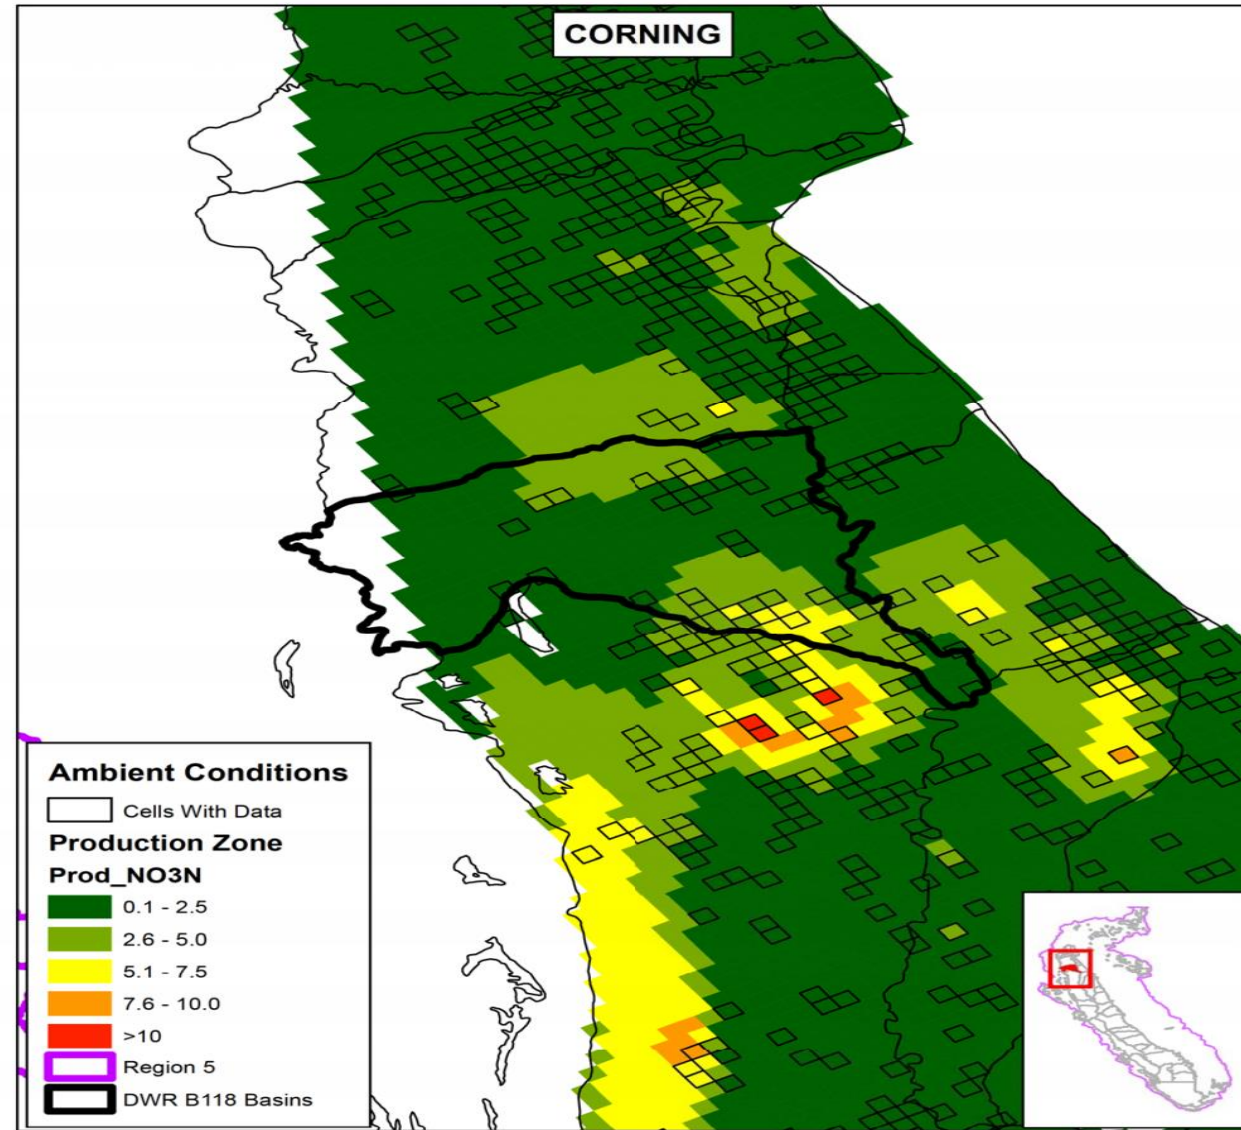 CORNING
Ambient Conditions
Cells With Data
Production Zone
Prod_NO3N
0.1 - 2.5
2.6 - 5.0
5.1 - 7.5
7.6 - 10.0
>10
Region 5
DWR B118 Basins